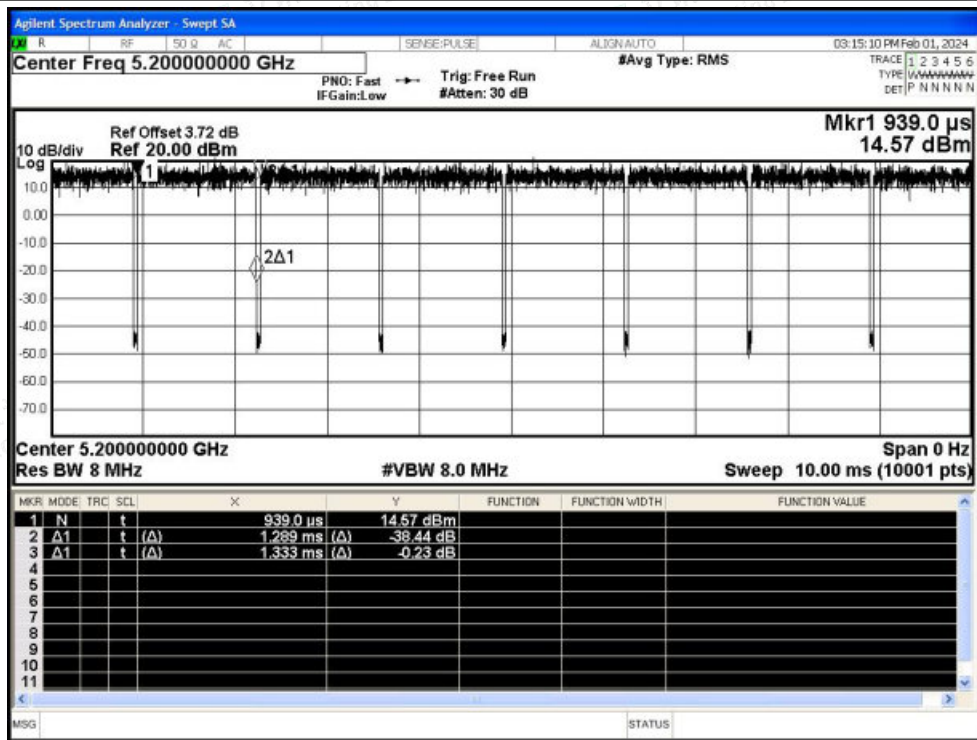 Agilent Spectrum Analyzer - Swept SA
LXI R RF 50 Ω AC SENSE:PULSE ALIGNAUTO 03:15:10 PM Feb 01, 2024
Center Freq 5.200000000 GHz #Avg Type: RMS TRACE 1 2 3 4 5 6
PNO: Fast Trig: Free Run TYPE WWWWWW
IFGain:Low #Atten: 30 dB DET P N N N N N
Mkr1 939.0 µs
Ref Offset 3.72 dB
10 dB/div Ref 20.00 dBm 14.57 dBm
Log
1
10.0
0.00
-10.0
2Δ1
-20.0
-30.0
-40.0
-50.0
-60.0
-70.0
Center 5.200000000 GHz Span 0 Hz
Res BW 8 MHz #VBW 8.0 MHz Sweep 10.00 ms (10001 pts)
MKR MODE TRC SCL X Y FUNCTION FUNCTION WIDTH FUNCTION VALUE
1 N t 939.0 µs 14.57 dBm
2 Δ1 t (Δ) 1.289 ms (Δ) -38.44 dB
3 Δ1 t (Δ) 1.333 ms (Δ) -0.23 dB
4
5
6
7
8
9
10
11
MSG STATUS